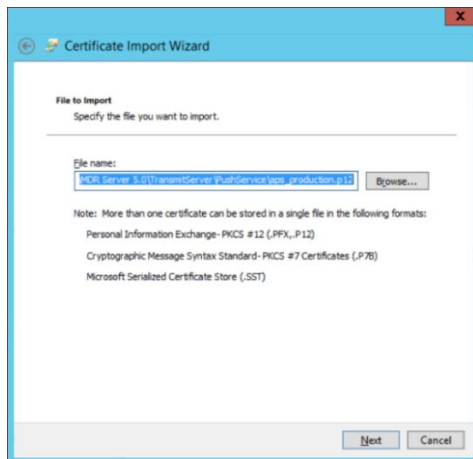 x
Certificate Import Wizard
File to Import
Specify the file you want to import.
File name:
MDR Server 5.0\TransmitServer\PushService\aps_production.p12
Browse...
Note: More than one certificate can be stored in a single file in the following formats:
Personal Information Exchange- PKCS #12 (.PFX,.P12)
Cryptographic Message Syntax Standard- PKCS #7 Certificates (.P7B)
Microsoft Serialized Certificate Store (.SST)
Next
Cancel